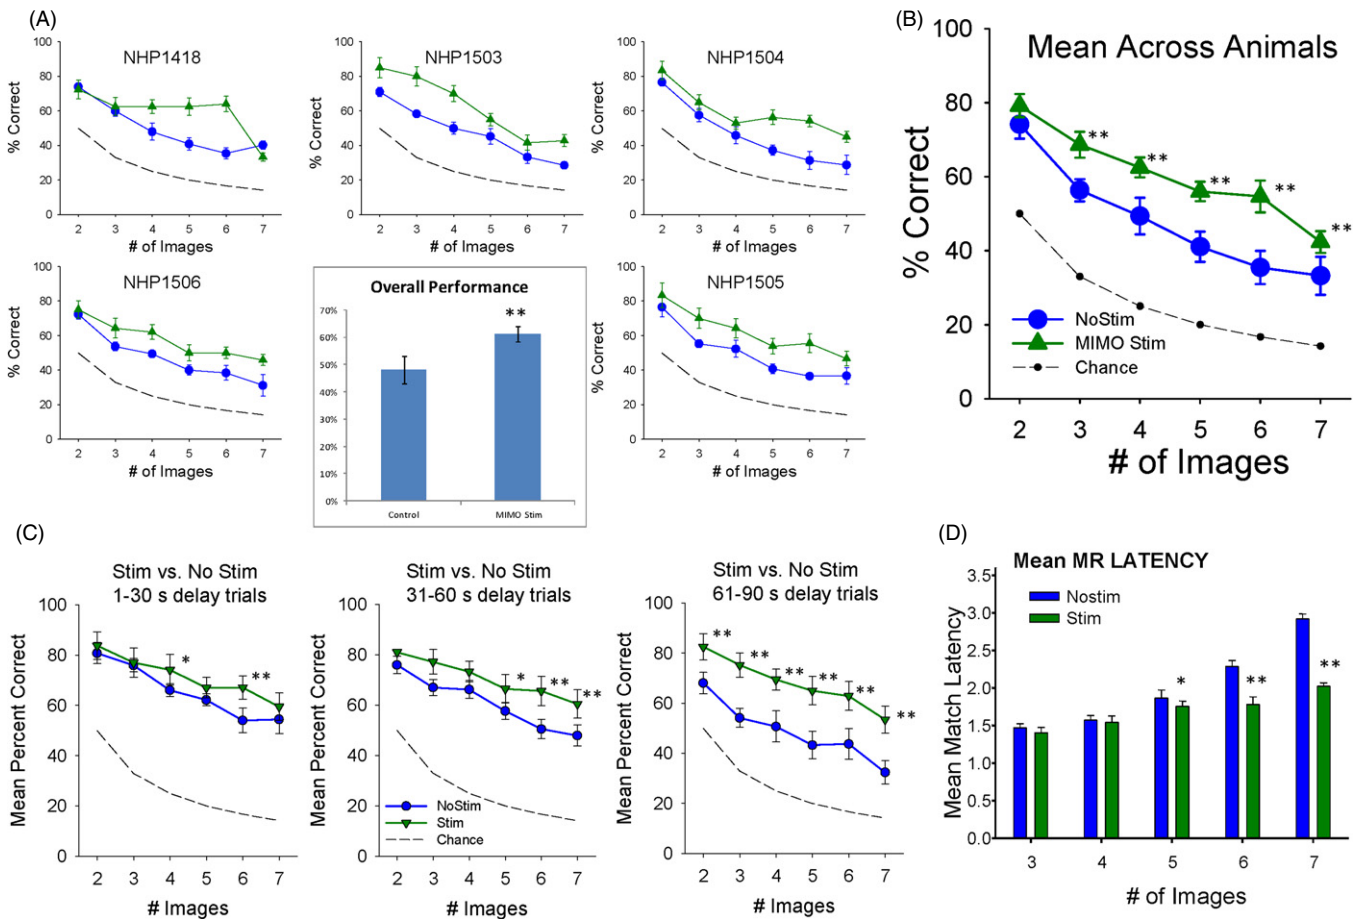 (A)
NHP1418
100
80
60
40
20
0
% Correct
2 3 4 5 6 7
# of Images
NHP1503
100
80
60
40
20
0
% Correct
2 3 4 5 6 7
# of Images
NHP1504
100
80
60
40
20
0
% Correct
2 3 4 5 6 7
# of Images
NHP1506
100
80
60
40
20
0
% Correct
2 3 4 5 6 7
# of Images
Overall Performance
**
70%
60%
50%
40%
30%
20%
10%
0%
Control MIMO Stim
NHP1505
100
80
60
40
20
0
% Correct
2 3 4 5 6 7
# of Images
(B)
Mean Across Animals
100
80
60
40
20
0
% Correct
** ** ** ** **
NoStim
MIMO Stim
Chance
2 3 4 5 6 7
# of Images
(C)
Stim vs. No Stim
1-30 s delay trials
100
80
60
40
20
0
Mean Percent Correct
* **
2 3 4 5 6 7
# Images
Stim vs. No Stim
31-60 s delay trials
100
80
60
40
20
0
Mean Percent Correct
* ** **
NoStim
Stim
Chance
2 3 4 5 6 7
# Images
Stim vs. No Stim
61-90 s delay trials
100
80
60
40
20
0
Mean Percent Correct
** ** ** ** ** **
2 3 4 5 6 7
# Images
(D)
Mean MR LATENCY
Nostim
Stim
3.5
3.0
2.5
2.0
1.5
1.0
0.5
0.0
Mean Match Latency
* ** **
3 4 5 6 7
# of Images